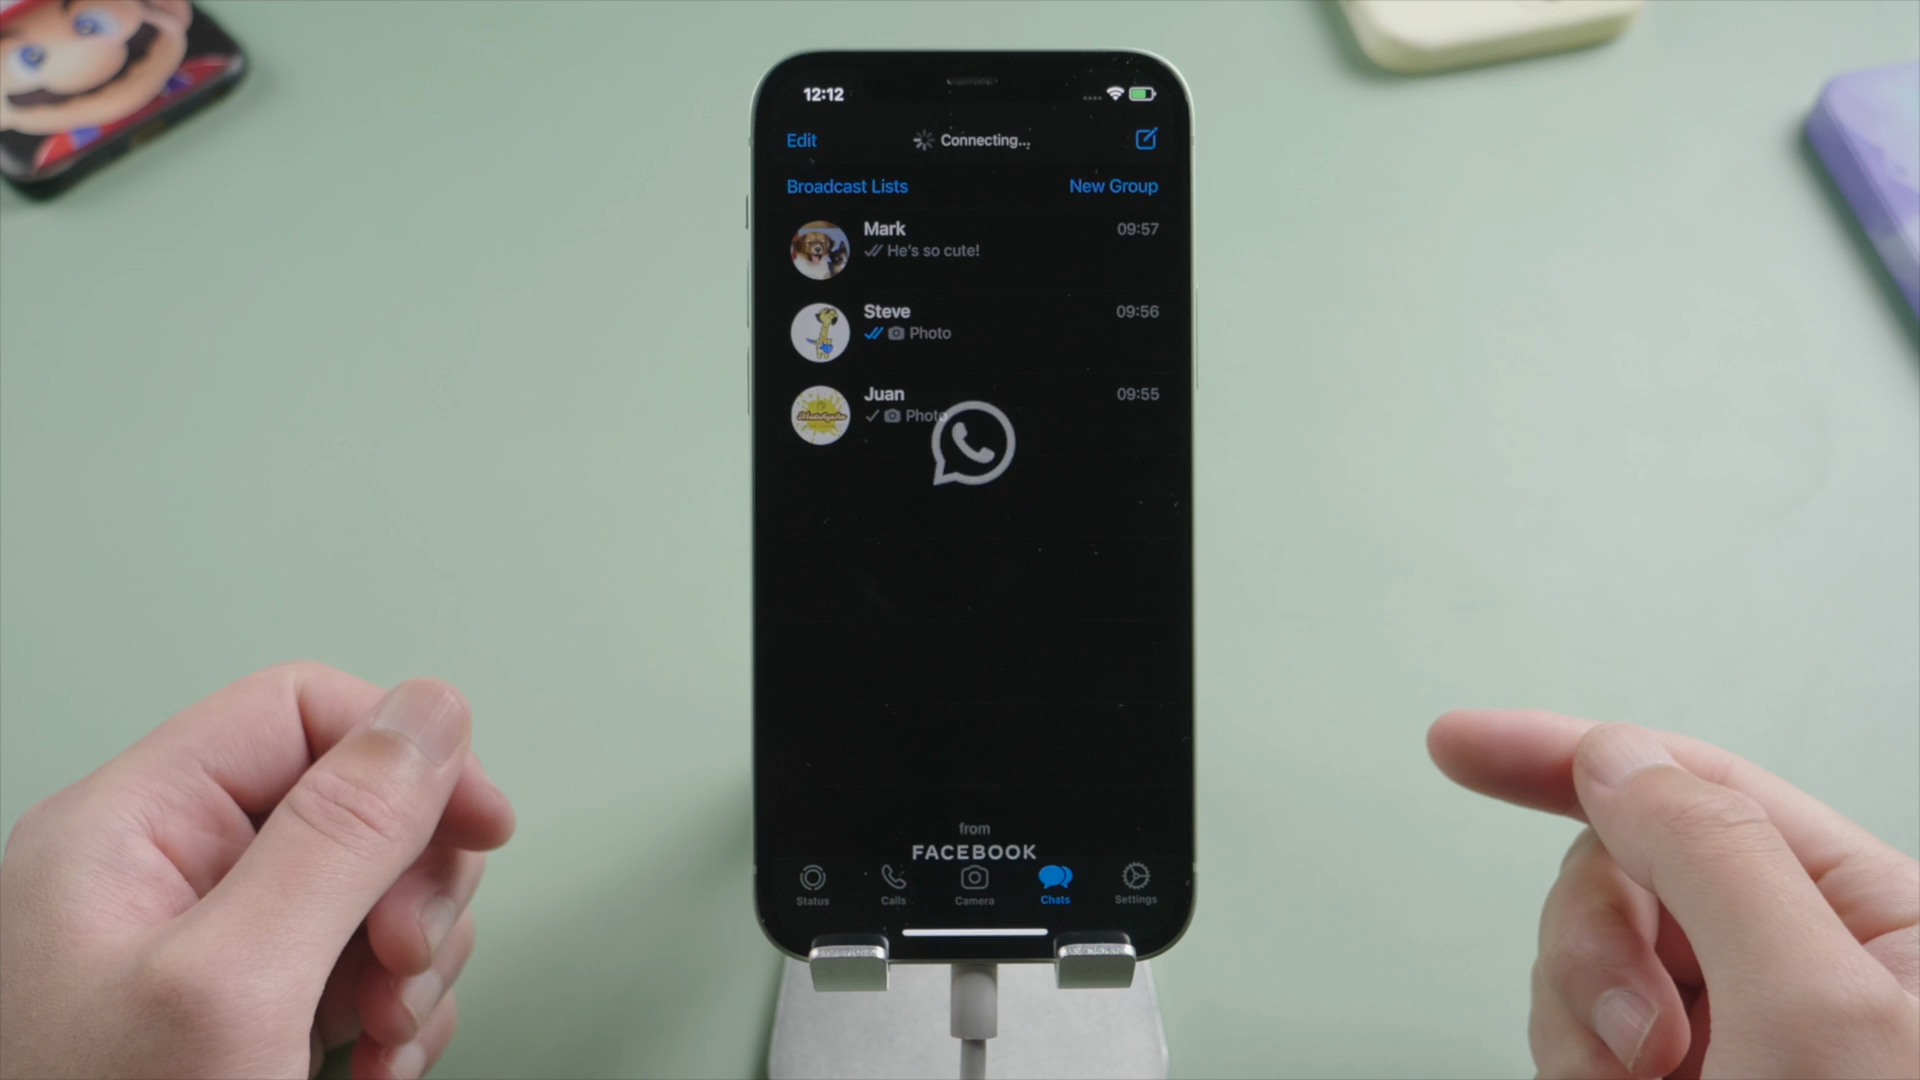 12:12
Edit
Connecting...
Broadcast Lists
New Group
Mark
09:57
He's so cute!
Steve
09:56
Photo
Juan
09:55
Photo
from
FACEBOOK
Status
Calls
Camera
Chats
Settings